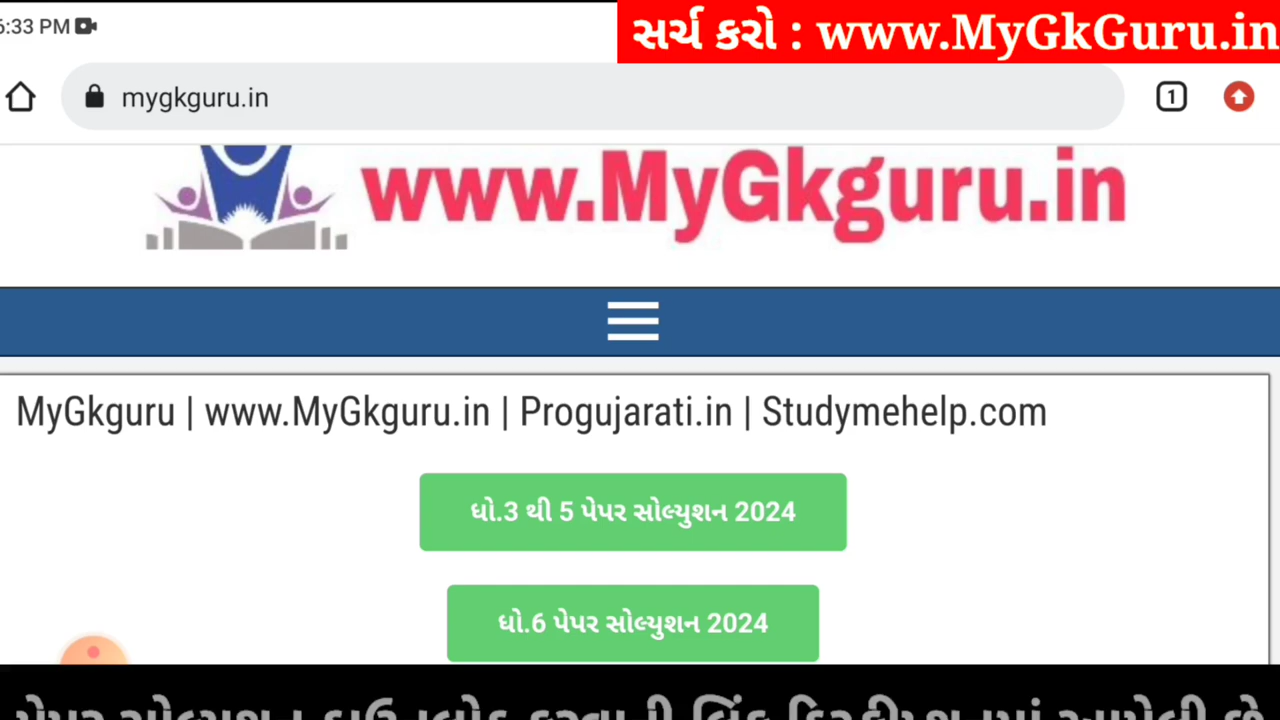 6:33 PM
સર્ચ કરો : www.MyGkGuru.in
mygkguru.in
1
www.MyGkguru.in
MyGkguru | www.MyGkguru.in | Progujarati.in | Studymehelp.com
ધો.3 થી 5 પેપર સોલ્યુશન 2024
ધો.6 પેપર સોલ્યુશન 2024